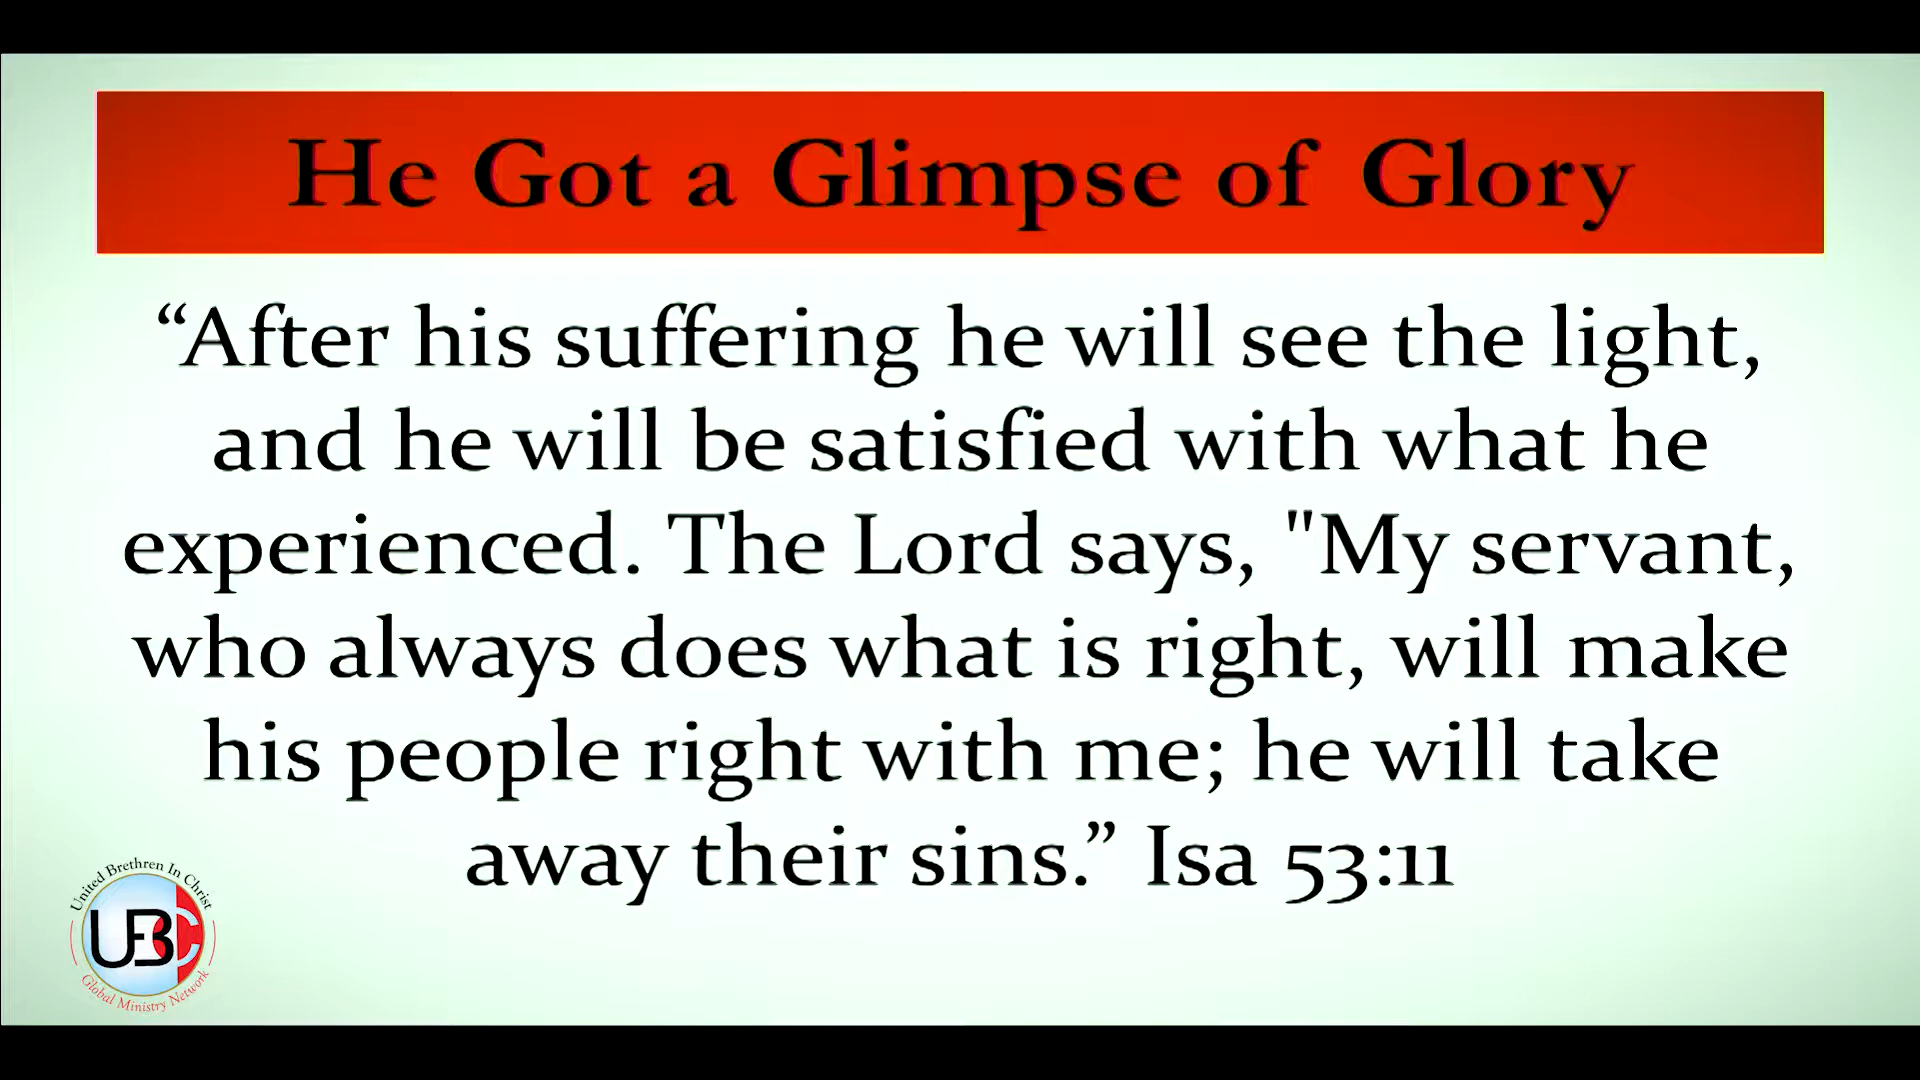 He Got a Glimpse of Glory
“After his suffering he will see the light,
and he will be satisfied with what he
experienced. The Lord says, "My servant,
who always does what is right, will make
his people right with me; he will take
away their sins.” Isa 53:11
United Brethren In Christ
UBC
Global Ministry Network